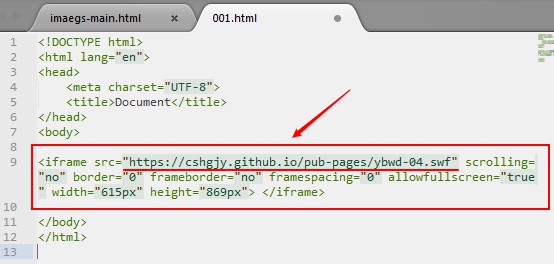 imaegs-main.html × 001.html
1 <!DOCTYPE html>
2 <html lang="en">
3 <head>
4 <meta charset="UTF-8">
5 <title>Document</title>
6 </head>
7 <body>
8
9 <iframe src="https://cshgjy.github.io/pub-pages/ybwd-04.swf" scrolling=
"no" border="0" frameborder="no" framespacing="0" allowfullscreen="true
" width="615px" height="869px"> </iframe>
10
11 </body>
12 </html>
13